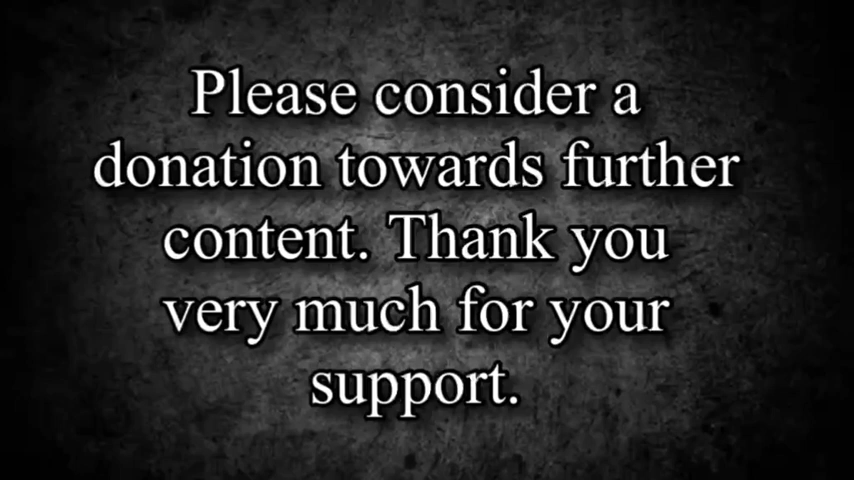 Please consider a
donation towards further
content. Thank you
very much for your
support.